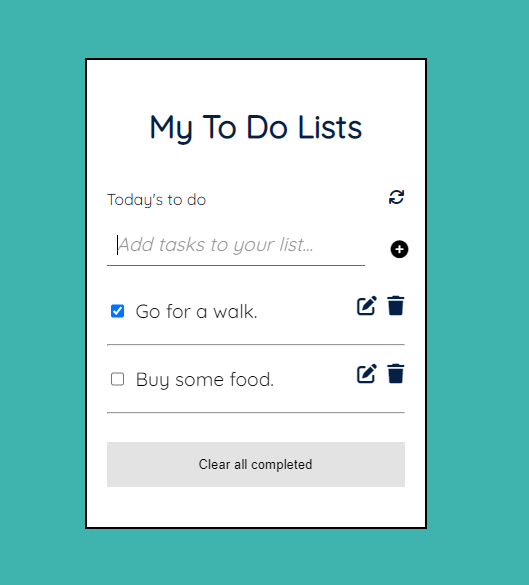 My To Do Lists
Today's to do
Add tasks to your list...
Go for a walk.
Buy some food.
Clear all completed